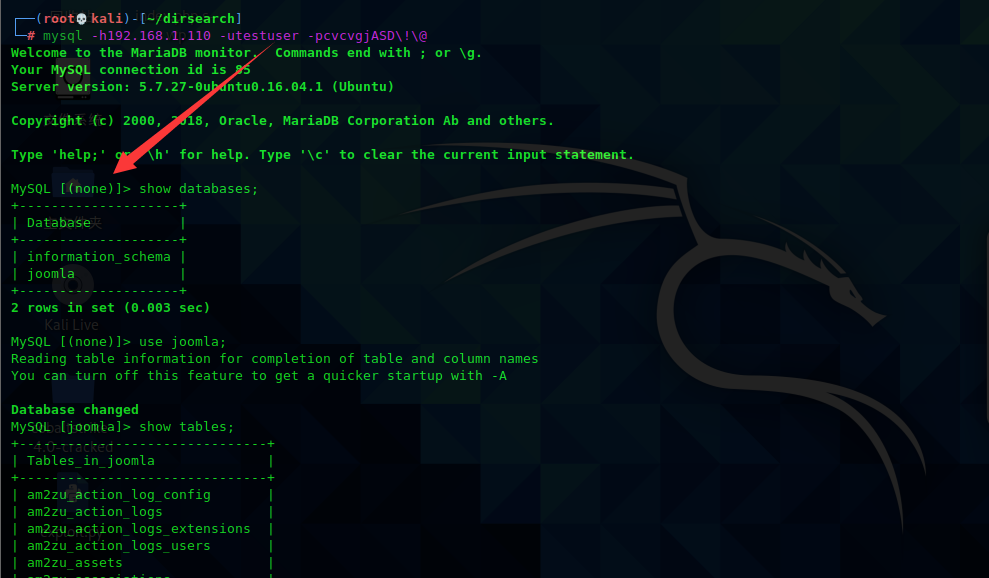 ┌──(root💀kali)-[~/dirsearch]
└─# mysql -h192.168.1.110 -utestuser -pcvcvgjASD\!\@
Welcome to the MariaDB monitor.  Commands end with ; or \g.
Your MySQL connection id is 85
Server version: 5.7.27-0ubuntu0.16.04.1 (Ubuntu)
Copyright (c) 2000, 2018, Oracle, MariaDB Corporation Ab and others.
Type 'help;' or '\h' for help. Type '\c' to clear the current input statement.
MySQL [(none)]> show databases;
+--------------------+
| Database           |
+--------------------+
| information_schema |
| joomla             |
+--------------------+
2 rows in set (0.003 sec)
Kali Live
MySQL [(none)]> use joomla;
Reading table information for completion of table and column names
You can turn off this feature to get a quicker startup with -A
Database changed
MySQL [joomla]> show tables;
+-------------------------------+
4.0-cracked
| Tables_in_joomla              |
+-------------------------------+
| am2zu_action_log_config       |
| am2zu_action_logs             |
| am2zu_action_logs_extensions  |
| am2zu_action_logs_users       |
| am2zu_assets                  |